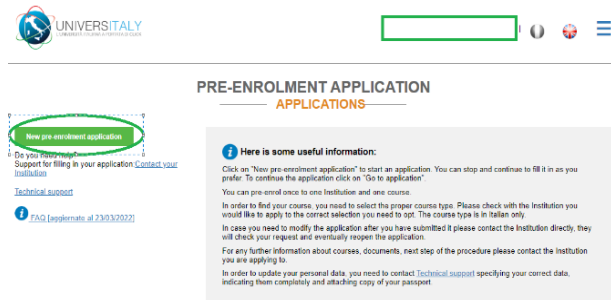 UNIVERSITALY
L'UNIVERSITÀ ITALIANA A PORTATA DI CLICK
PRE-ENROLMENT APPLICATION
APPLICATIONS
New pre-enrolment application
Do you need help?
Support for filling in your application Contact your
Institution
Technical support
FAQ [aggiornate al 23/03/2022]
Here is some useful information:
Click on "New pre-enrolment application" to start an application. You can stop and continue to fill it in as you
prefer. To continue the application click on "Go to application".
You can pre-enrol once to one Institution and one course.
In order to find your course, you need to select the proper course type. Please check with the Institution you
would like to apply to the correct selection you need to opt. The course type is in Italian only.
In case you need to modify the application after you have submitted it please contact the Institution directly, they
will check your request and eventually reopen the application.
For any further information about courses, documents, next step of the procedure please contact the Institution
you are applying to.
In order to update your personal data, you need to contact Technical support specifying your correct data,
indicating them completely and attaching copy of your passport